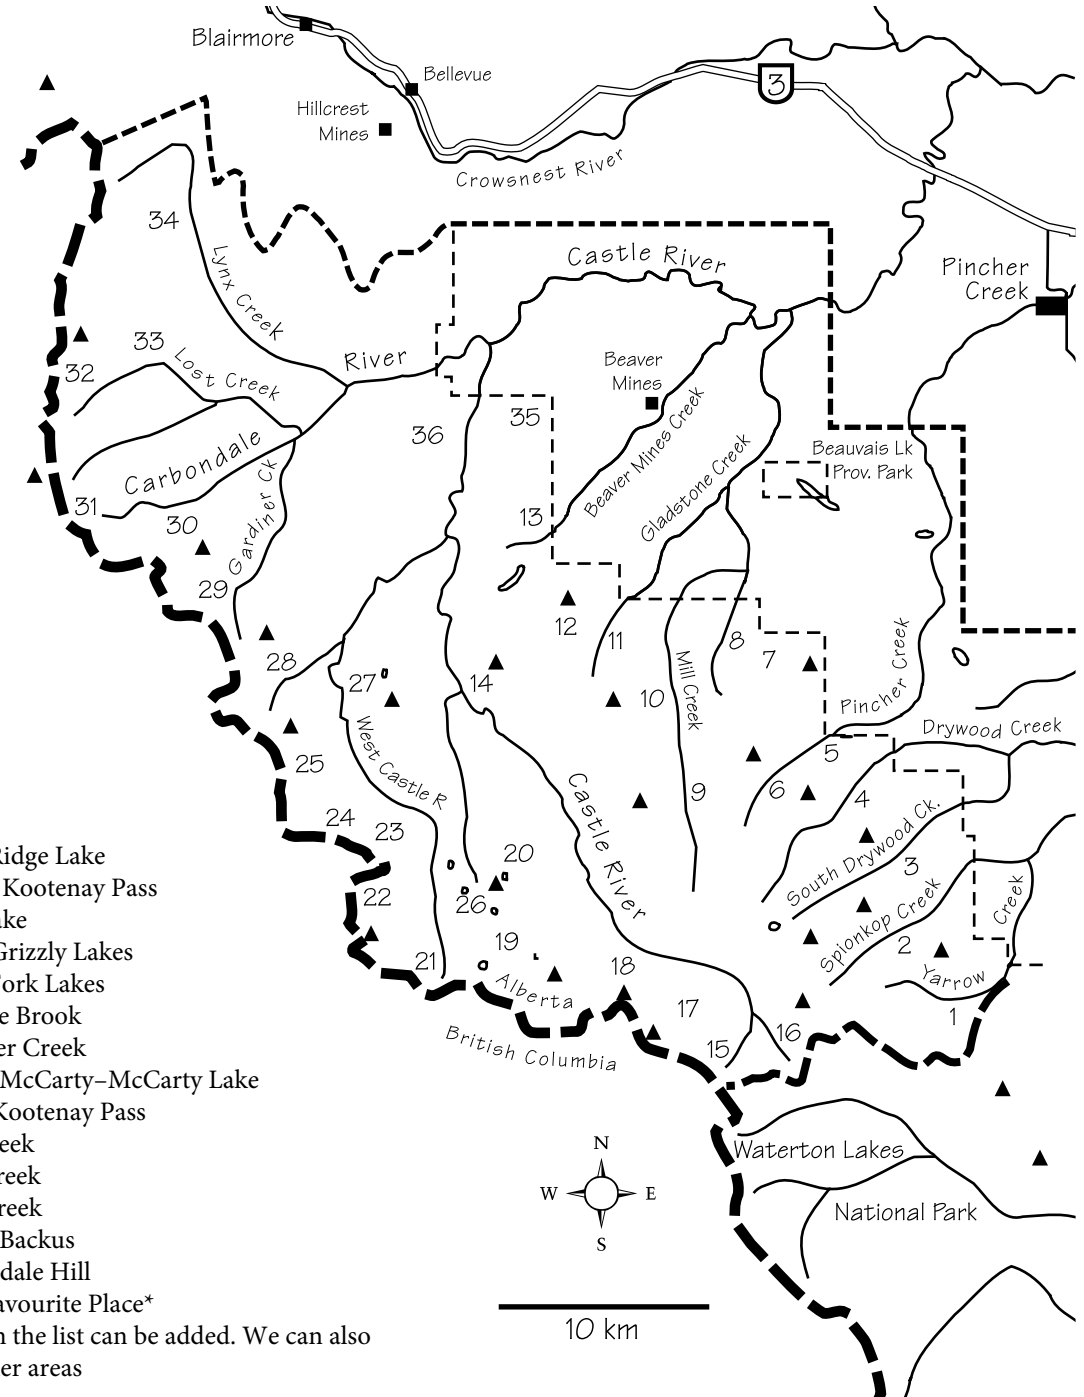 Blairmore
Bellevue
Hillcrest
Mines
3
Crowsnest River
34
Castle River
Pincher
Creek
Lynx Creek
33
Lost Creek
River
32
Beaver
Mines
35
36
Carbondale
Beaver Mines Creek
Gladstone Creek
Beauvais Lk
Prov. Park
31
30
Gardiner Ck
13
29
12
11
8
7
28
27
14
10
Mill Creek
Pincher Creek
Drywood Creek
West Castle R
25
5
6
4
9
24
23
Castle River
South Drywood Ck.
20
3
22
26
Spionkop Creek
Creek
19
2
21
18
Yarrow
Alberta
17
1
British Columbia
15
16
Ridge Lake
Kootenay Pass
ake
Grizzly Lakes
Fork Lakes
e Brook
er Creek
McCarty–McCarty Lake
Kootenay Pass
eek
reek
reek
Backus
dale Hill
avourite Place*
n the list can be added. We can also
er areas
Waterton Lakes
National Park
N
W
E
S
10 km